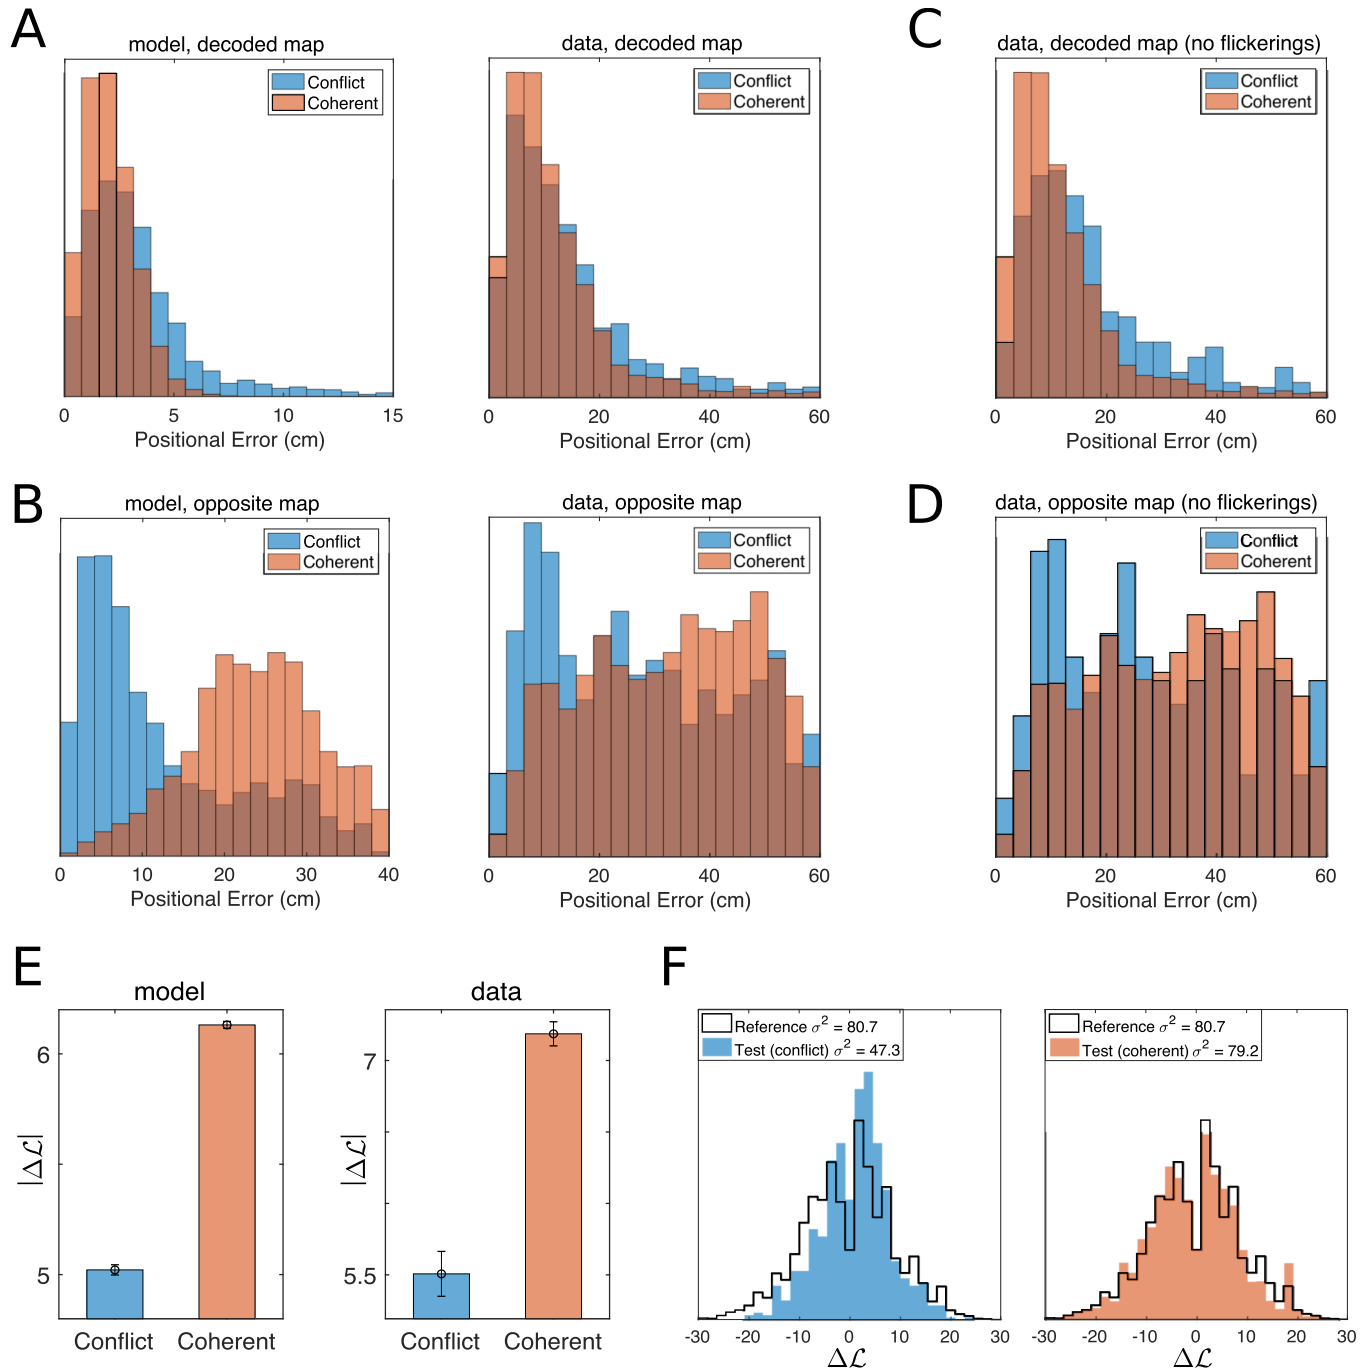 A
model, decoded map
Conflict
Coherent
0 5 10 15
Positional Error (cm)
data, decoded map
Conflict
Coherent
0 20 40 60
Positional Error (cm)
C
data, decoded map (no flickerings)
Conflict
Coherent
0 20 40 60
Positional Error (cm)
B
model, opposite map
Conflict
Coherent
0 10 20 30 40
Positional Error (cm)
data, opposite map
Conflict
Coherent
0 20 40 60
Positional Error (cm)
D
data, opposite map (no flickerings)
Conflict
Coherent
0 20 40 60
Positional Error (cm)
E
model
|Δℒ|
6
5
Conflict Coherent
data
|Δℒ|
7
5.5
Conflict Coherent
F
Reference σ² = 80.7
Test (conflict) σ² = 47.3
-30 -20 -10 0 10 20 30
Δℒ
Reference σ² = 80.7
Test (coherent) σ² = 79.2
-30 -20 -10 0 10 20 30
Δℒ